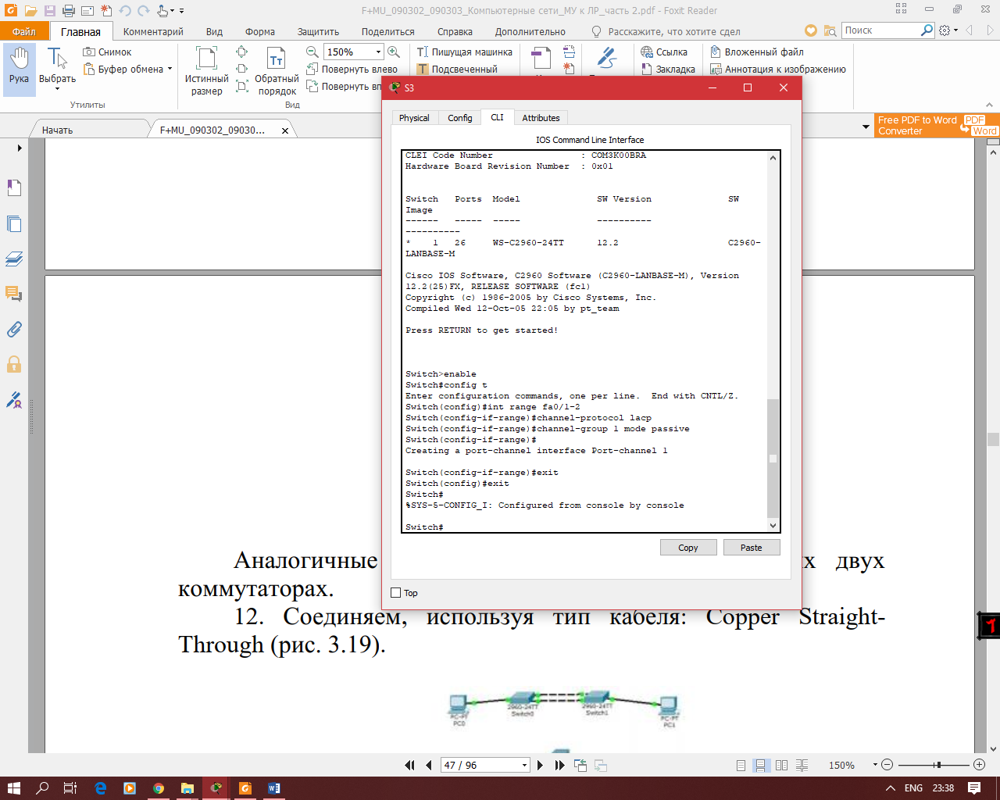 F+MU_090302_090303_Компьютерные сети_МУ к ЛР_часть 2.pdf - Foxit Reader
Файл Главная Комментарий Вид Форма Защитить Поделиться Справка Дополнительно Расскажите, что хотите сдел Поиск
Рука
Выбрать
Снимок
Буфер обмена
Утилиты
Истинный размер
Обратный порядок
150%
Повернуть влево
Повернуть вп
Вид
Пишущая машинка
Подсвеченный
Ссылка
Закладка
Вложенный файл
Аннотация к изображению
Начать
F+MU_090302_09030...
Free PDF to Word
Converter
PDF
Word
S3
Physical Config CLI Attributes
IOS Command Line Interface
CLEI Code Number : COM3K00BRA
Hardware Board Revision Number : 0x01
Switch Ports Model SW Version SW
Image
------ ----- ----- ----------
----------
* 1 26 WS-C2960-24TT 12.2 C2960-
LANBASE-M
Cisco IOS Software, C2960 Software (C2960-LANBASE-M), Version
12.2(25)FX, RELEASE SOFTWARE (fc1)
Copyright (c) 1986-2005 by Cisco Systems, Inc.
Compiled Wed 12-Oct-05 22:05 by pt_team
Press RETURN to get started!
Switch>enable
Switch#config t
Enter configuration commands, one per line. End with CNTL/Z.
Switch(config)#int range fa0/1-2
Switch(config-if-range)#channel-protocol lacp
Switch(config-if-range)#channel-group 1 mode passive
Switch(config-if-range)#
Creating a port-channel interface Port-channel 1
Switch(config-if-range)#exit
Switch(config)#exit
Switch#
%SYS-5-CONFIG_I: Configured from console by console
Switch#
Copy Paste
Top
Аналогичные х двух
коммутаторах.
12. Соединяем, используя тип кабеля: Copper Straight-
Through (рис. 3.19).
PC-PT
PC0
2960-24TT
Switch0
2960-24TT
Switch1
PC-PT
PC1
47 / 96
150%
ENG 23:38